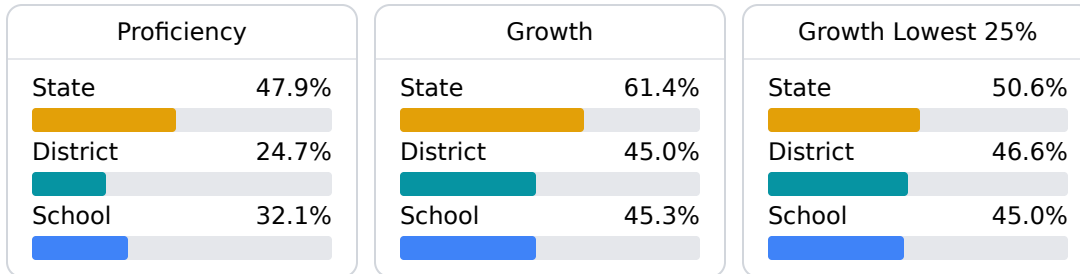 Proficiency
State 47.9%
District 24.7%
School 32.1%
Growth
State 61.4%
District 45.0%
School 45.3%
Growth Lowest 25%
State 50.6%
District 46.6%
School 45.0%